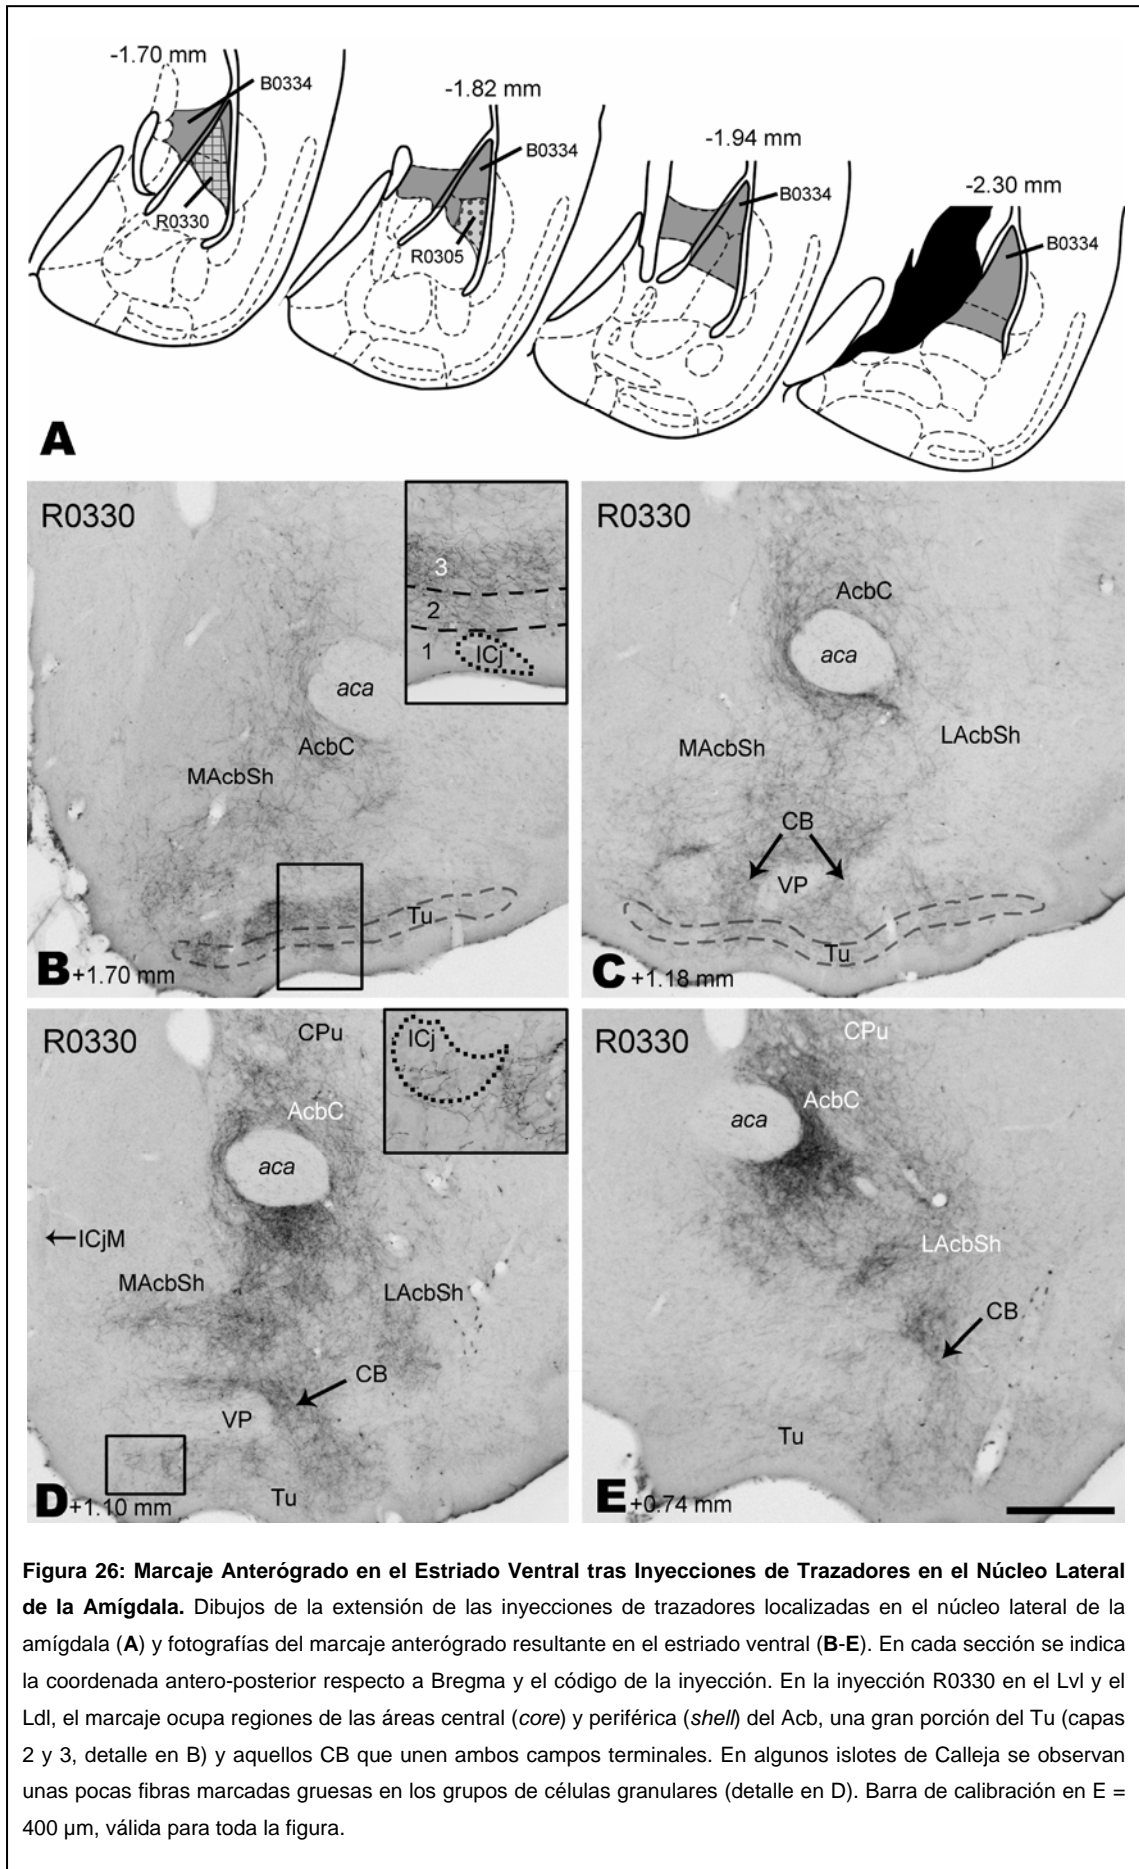 -1.70 mm
B0334
R0330
-1.82 mm
B0334
R0305
-1.94 mm
B0334
-2.30 mm
B0334
A
R0330
3
2
1
ICj
aca
AcbC
MAcbSh
Tu
B +1.70 mm
R0330
AcbC
aca
MAcbSh
LAcbSh
CB
VP
Tu
C +1.18 mm
R0330
CPu
ICj
AcbC
aca
ICjM
MAcbSh
LAcbSh
CB
VP
Tu
D +1.10 mm
R0330
CPu
AcbC
aca
LAcbSh
CB
Tu
E +0.74 mm
Figura 26: Marcaje Anterógrado en el Estriado Ventral tras Inyecciones de Trazadores en el Núcleo Lateral
de la Amígdala. Dibujos de la extensión de las inyecciones de trazadores localizadas en el núcleo lateral de la
amígdala (A) y fotografías del marcaje anterógrado resultante en el estriado ventral (B-E). En cada sección se indica
la coordenada antero-posterior respecto a Bregma y el código de la inyección. En la inyección R0330 en el Lvl y el
Ldl, el marcaje ocupa regiones de las áreas central (core) y periférica (shell) del Acb, una gran porción del Tu (capas
2 y 3, detalle en B) y aquellos CB que unen ambos campos terminales. En algunos islotes de Calleja se observan
unas pocas fibras marcadas gruesas en los grupos de células granulares (detalle en D). Barra de calibración en E =
400 µm, válida para toda la figura.